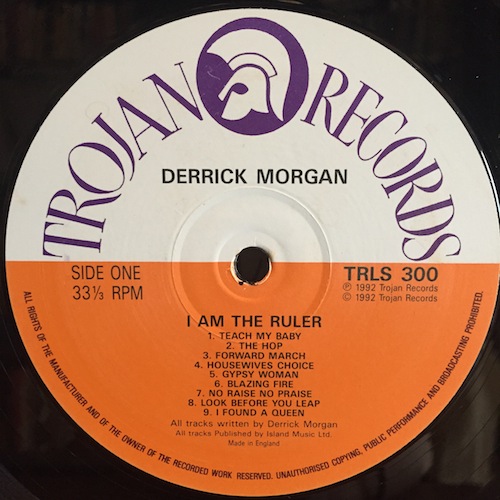 TROJAN RECORDS
DERRICK MORGAN
SIDE ONE
33⅓ RPM
TRLS 300
Ⓟ 1992 Trojan Records
© 1992 Trojan Records
I AM THE RULER
1. TEACH MY BABY
2. THE HOP
3. FORWARD MARCH
4. HOUSEWIVES CHOICE
5. GYPSY WOMAN
6. BLAZING FIRE
7. NO RAISE NO PRAISE
8. LOOK BEFORE YOU LEAP
9. I FOUND A QUEEN
All tracks written by Derrick Morgan
All tracks Published by Island Music Ltd.
Made in England
ALL RIGHTS OF THE MANUFACTURER AND OF THE OWNER OF THE RECORDED WORK RESERVED. UNAUTHORISED COPYING, PUBLIC PERFORMANCE AND BROADCASTING PROHIBITED.